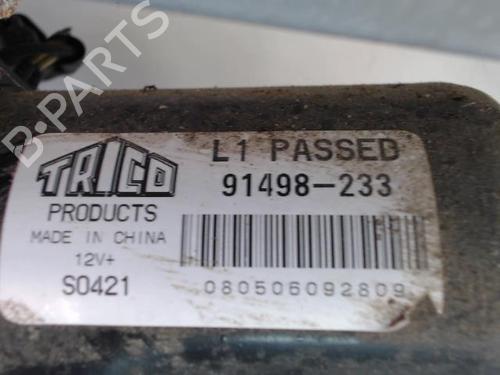 L1 PASSED
TRICO
91498-233
PRODUCTS
MADE IN CHINA
12V+
S0421
080506092809
B-PARTS